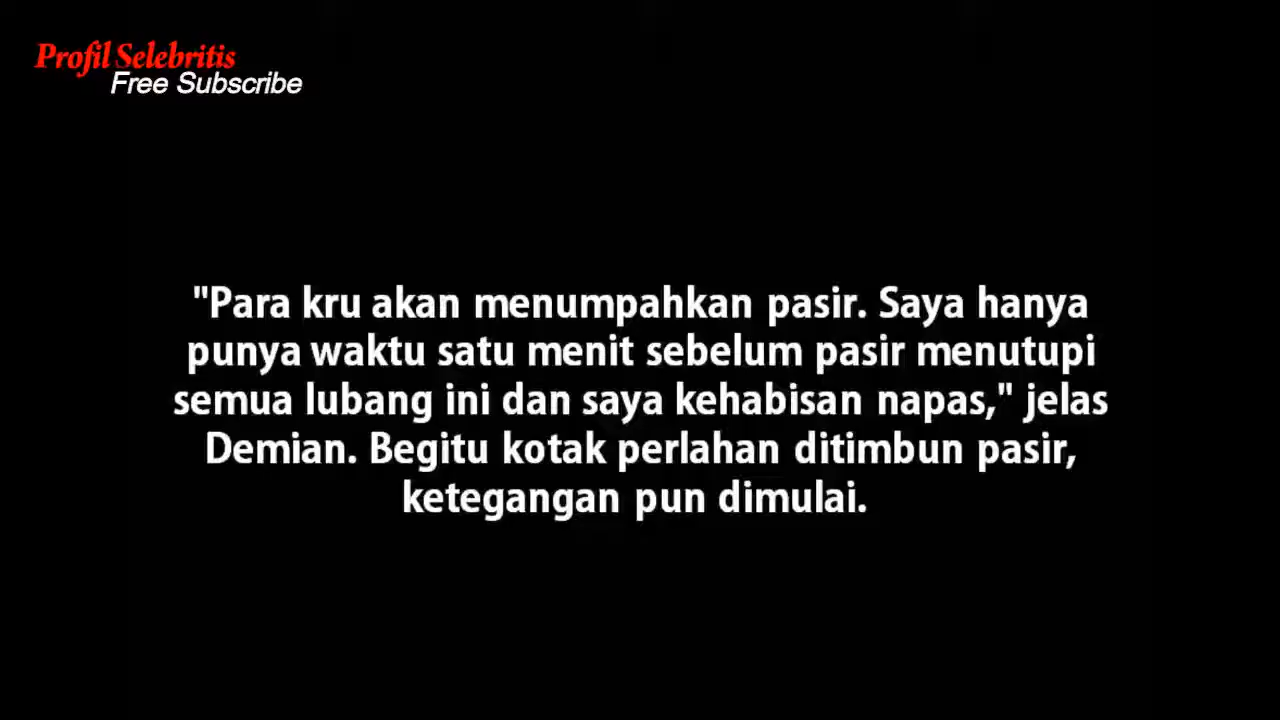 Profil Selebritis
Free Subscribe
"Para kru akan menumpahkan pasir. Saya hanya
punya waktu satu menit sebelum pasir menutupi
semua lubang ini dan saya kehabisan napas," jelas
Demian. Begitu kotak perlahan ditimbun pasir,
ketegangan pun dimulai.